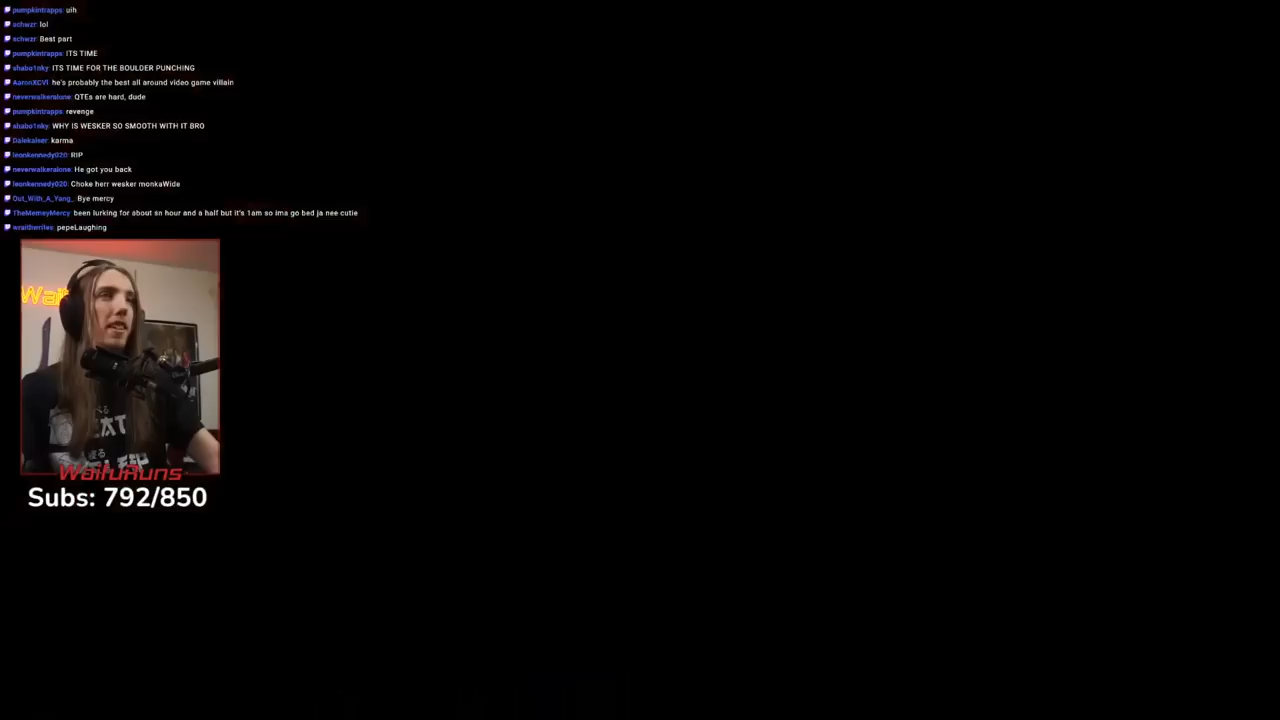 pumpkintrapps: uih
schwzr: lol
schwzr: Best part
pumpkintrapps: ITS TIME
shabo1nky: ITS TIME FOR THE BOULDER PUNCHING
AaronXCVI: he's probably the best all around video game villain
neverwalkeralone: QTEs are hard, dude
pumpkintrapps: revenge
shabo1nky: WHY IS WESKER SO SMOOTH WITH IT BRO
Dalekaiser: karma
leonkennedy020: RIP
neverwalkeralone: He got you back
leonkennedy020: Choke herr wesker monkaWide
Out_With_A_Yang_: Bye mercy
TheMemeyMercy: been lurking for about sn hour and a half but it's 1am so ima go bed ja nee cutie
wraithwrites: pepeLaughing
Wait
WaifuRuns
Subs: 792/850